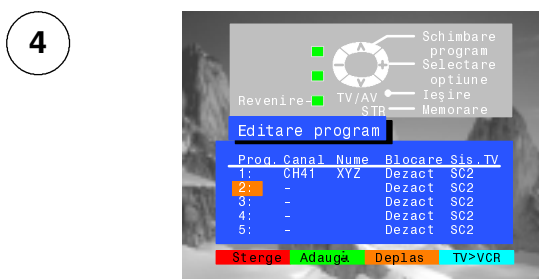 4
Schimbare
program
Selectare
optiune
Revenire TV/AV Ieşire
STR Memorare
Editare program
Prog. Canal Nume Blocare Sis.TV
1: CH41 XYZ Dezact SC2
2: – Dezact SC2
3: – Dezact SC2
4: – Dezact SC2
5: – Dezact SC2
Sterge Adauga Deplas TV>VCR